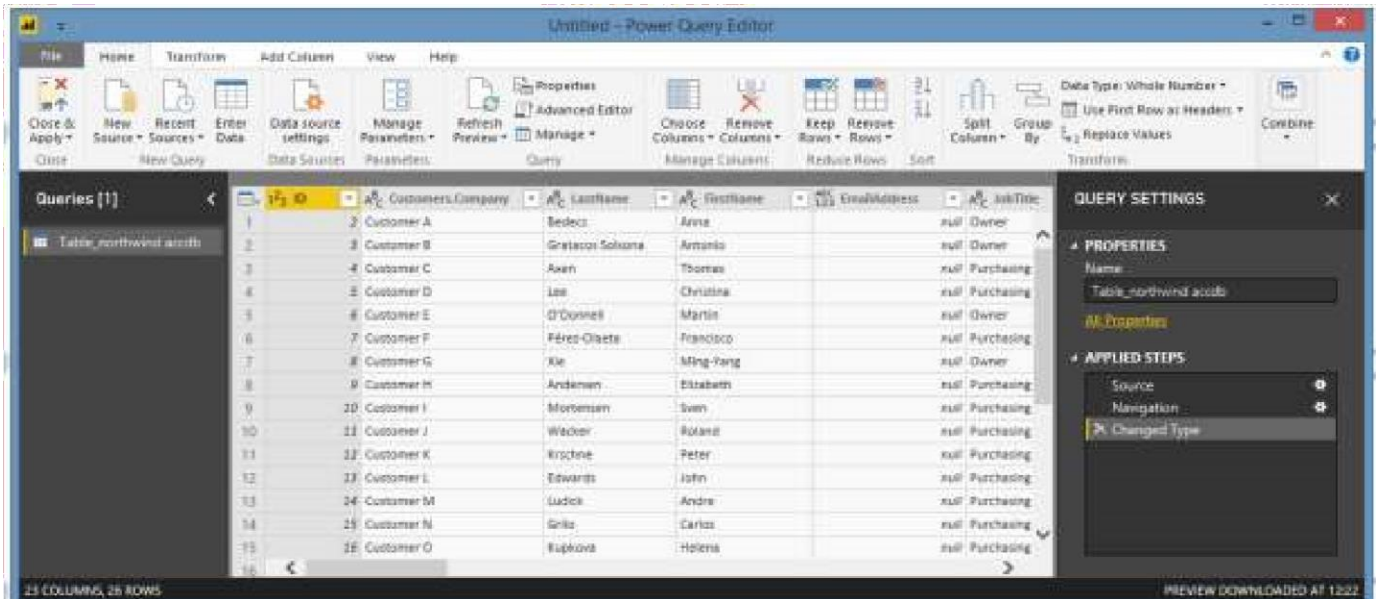 Untitled - Power Query Editor
File Home Transform Add Column View Help
Close & Apply
New Source
Recent Sources
Enter Data
Data source settings
Manage Parameters
Refresh Preview
Properties
Advanced Editor
Manage
Choose Columns
Remove Columns
Keep Rows
Remove Rows
Split Column
Group By
Data Type: Whole Number
Use First Row as Headers
Replace Values
Combine
Close New Query Data Sources Parameters Query Manage Columns Reduce Rows Sort Transform
Queries [1]
Table_northwind accdb
ID Customers.Company LastName FirstName EmailAddress JobTitle
1 2 Customer A Bedecs Anna null Owner
2 3 Customer B Gratacos Solsona Antonio null Owner
3 4 Customer C Axen Thomas null Purchasing
4 5 Customer D Lee Christina null Purchasing
5 6 Customer E O'Donnell Martin null Owner
6 7 Customer F Pérez-Olaeta Francisco null Purchasing
7 8 Customer G Xie Ming-Yang null Owner
8 9 Customer H Andersen Elizabeth null Purchasing
9 10 Customer I Mortensen Sven null Purchasing
10 11 Customer J Wacker Roland null Purchasing
11 12 Customer K Krschne Peter null Purchasing
12 13 Customer L Edwards John null Purchasing
13 14 Customer M Ludick Andre null Purchasing
14 15 Customer N Grilo Carlos null Purchasing
15 16 Customer O Kupkova Helena null Purchasing
16
QUERY SETTINGS
PROPERTIES
Name
Table_northwind accdb
All Properties
APPLIED STEPS
Source
Navigation
Changed Type
23 COLUMNS, 26 ROWS
PREVIEW DOWNLOADED AT 12:22